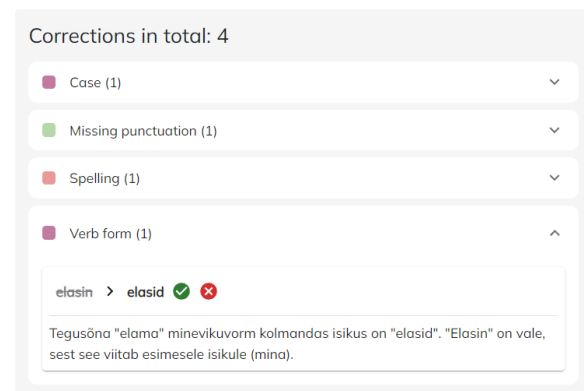 Corrections in total: 4
Case (1)
Missing punctuation (1)
Spelling (1)
Verb form (1)
elasin > elasid
Tegusõna "elama" minevikuvorm kolmandas isikus on "elasid". "Elasin" on vale,
sest see viitab esimesele isikule (mina).